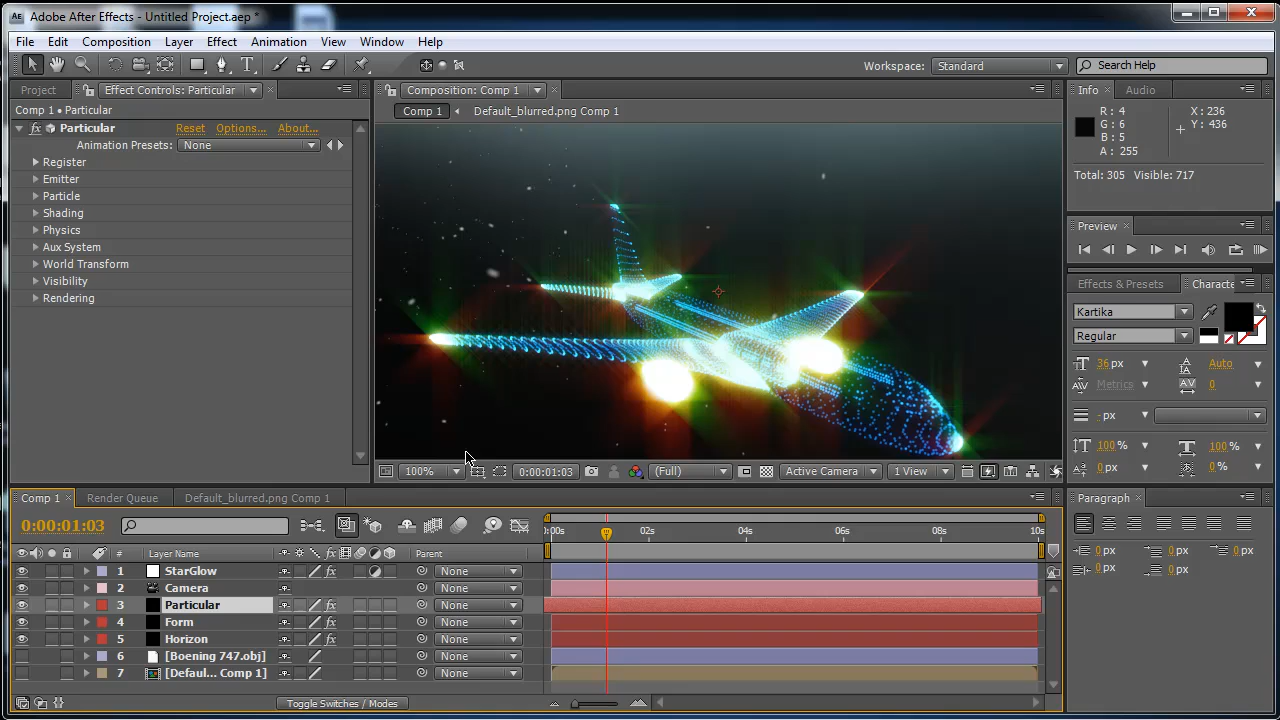 Adobe After Effects - Untitled Project.aep *
File Edit Composition Layer Effect Animation View Window Help
Workspace: Standard Search Help
Project Effect Controls: Particular Composition: Comp 1 Info Audio
Comp 1 • Particular
Comp 1 Default_blurred.png Comp 1
R: 4 X: 236
G: 6 Y: 436
B: 5
A: 255
Total: 305 Visible: 717
fx Particular Reset Options... About...
Animation Presets: None
Register
Emitter
Particle
Shading
Physics
Aux System
World Transform
Visibility
Rendering
Preview
Effects & Presets Characte
Kartika
Regular
36 px Auto
Metrics 0
- px
100 % 100 %
0 px 0 %
100% 0:00:01:03 (Full) Active Camera 1 View
Comp 1 Render Queue Default_blurred.png Comp 1
Paragraph
0 px 0 px 0 px
0 px 0 px
0:00:01:03
:00s 02s 04s 06s 08s 10s
# Layer Name Parent
1 StarGlow None
2 Camera None
3 Particular None
4 Form None
5 Horizon None
6 [Boening 747.obj] None
7 [Defaul... Comp 1] None
Toggle Switches / Modes